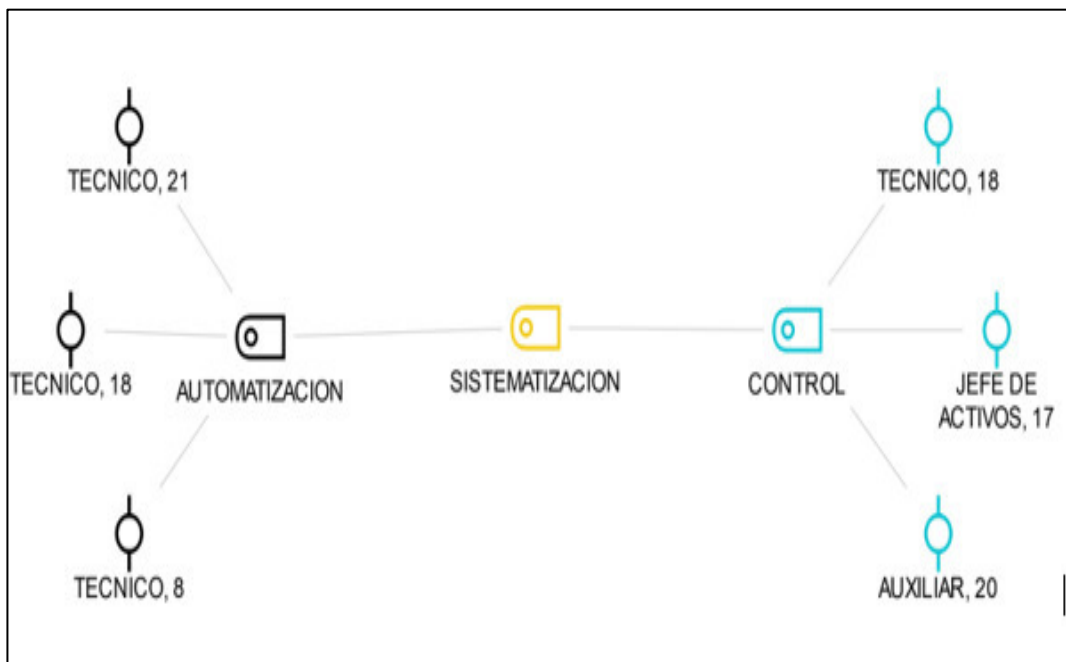 TECNICO, 21
TECNICO, 18
TECNICO, 18
AUTOMATIZACION
SISTEMATIZACION
CONTROL
JEFE DE
ACTIVOS, 17
TECNICO, 8
AUXILIAR, 20